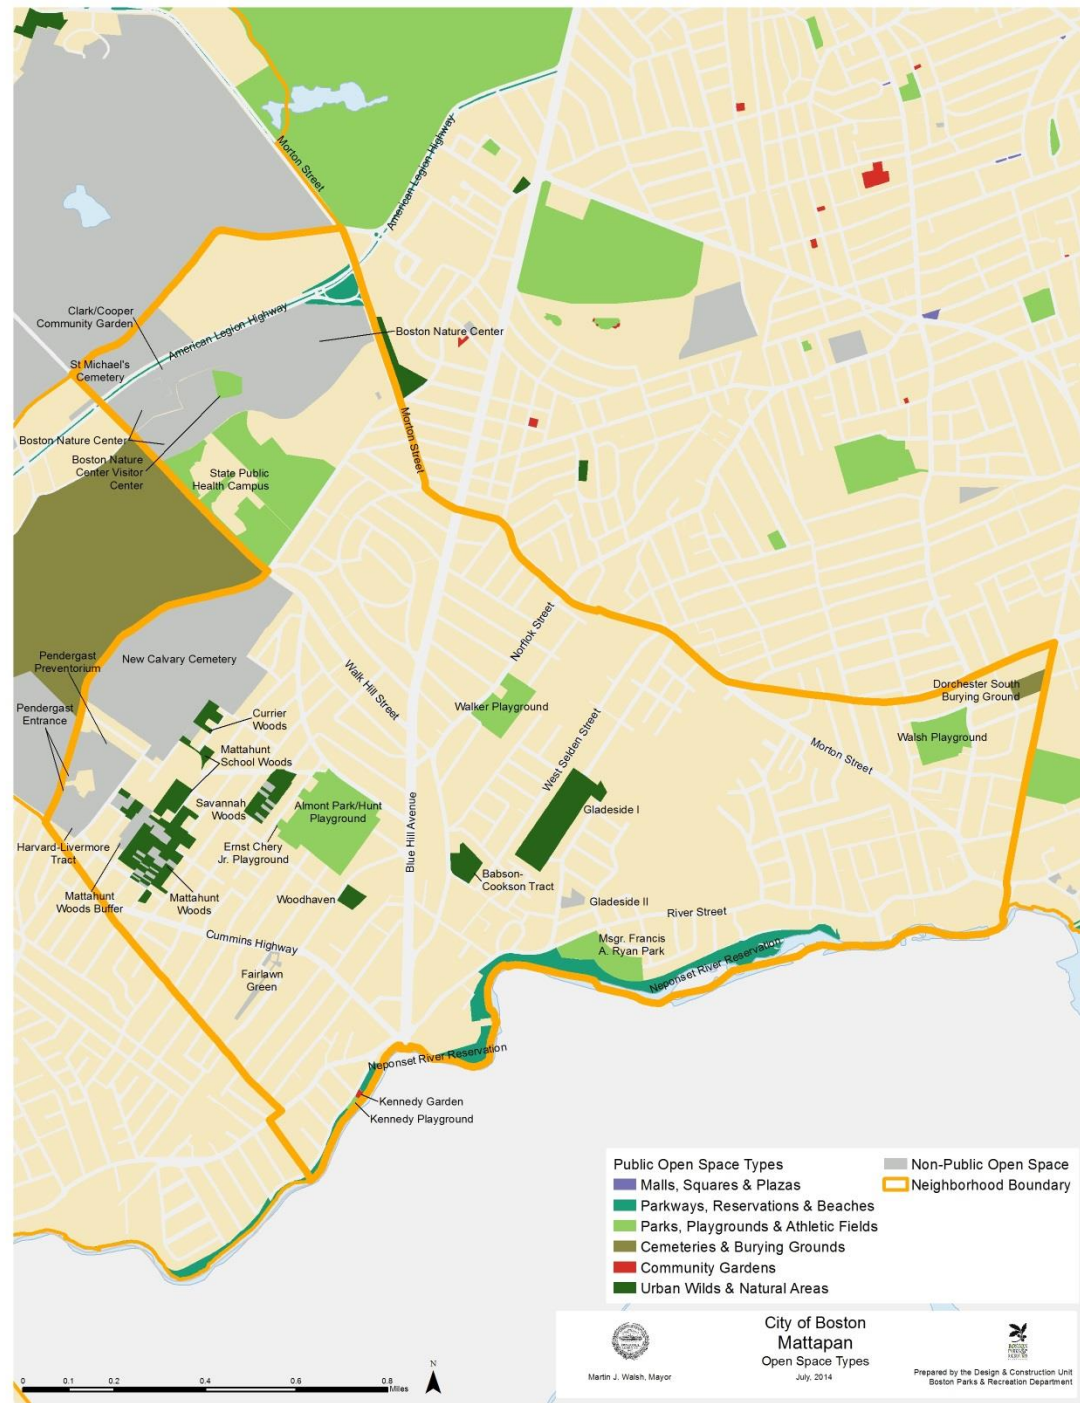 Morton Street
American Legion Highway
Clark/Cooper
Community Garden
American Legion Highway
Boston Nature Center
St Michael's
Cemetery
Morton Street
Boston Nature Center
Boston Nature
Center Visitor
Center
State Public
Health Campus
Norflok Street
Pendergast
Preventorium
New Calvary Cemetery
Walk Hill Street
Dorchester South
Burying Ground
Pendergast
Entrance
Currier
Woods
Walker Playground
West Selden Street
Walsh Playground
Morton Street
Mattahunt
School Woods
Savannah
Woods
Almont Park/Hunt
Playground
Blue Hill Avenue
Gladeside I
Harvard-Livermore
Tract
Ernst Chery
Jr. Playground
Babson-
Cookson Tract
Mattahunt
Woods Buffer
Mattahunt
Woods
Woodhaven
Gladeside II
River Street
Cummins Highway
Msgr. Francis
A. Ryan Park
Neponset River Reservation
Fairlawn
Green
Neponset River Reservation
Kennedy Garden
Kennedy Playground
Public Open Space Types
Malls, Squares & Plazas
Parkways, Reservations & Beaches
Parks, Playgrounds & Athletic Fields
Cemeteries & Burying Grounds
Community Gardens
Urban Wilds & Natural Areas
Non-Public Open Space
Neighborhood Boundary
City of Boston
Mattapan
Open Space Types
July, 2014
Martin J. Walsh, Mayor
Prepared by the Design & Construction Unit
Boston Parks & Recreation Department
N
0 0.1 0.2 0.4 0.6 0.8
Miles